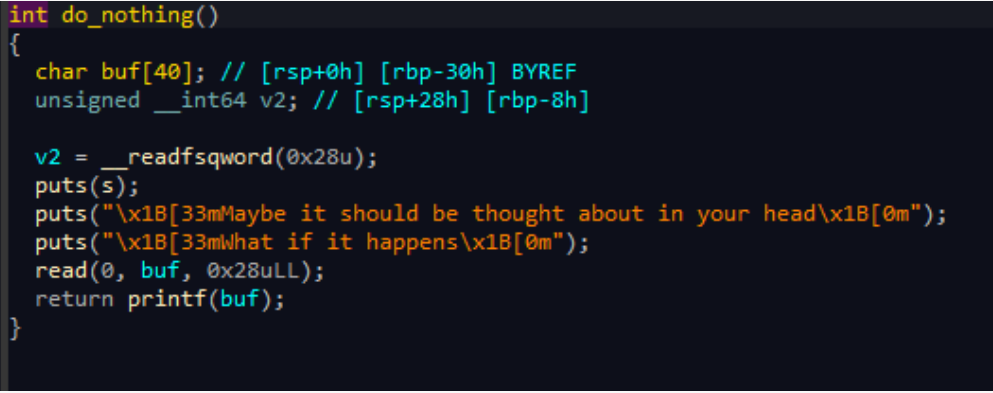 int do_nothing()
{
  char buf[40]; // [rsp+0h] [rbp-30h] BYREF
  unsigned __int64 v2; // [rsp+28h] [rbp-8h]

  v2 = __readfsqword(0x28u);
  puts(s);
  puts("\x1B[33mMaybe it should be thought about in your head\x1B[0m");
  puts("\x1B[33mWhat if it happens\x1B[0m");
  read(0, buf, 0x28uLL);
  return printf(buf);
}